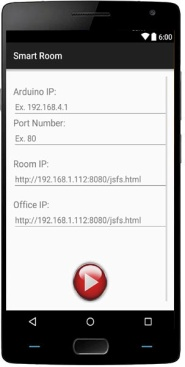 6:00
Smart Room
Arduino IP:
Ex. 192.168.4.1
Port Number:
Ex. 80
Room IP:
http://192.168.1.112:8080/jsfs.html
Office IP:
http://192.168.1.112:8080/jsfs.html